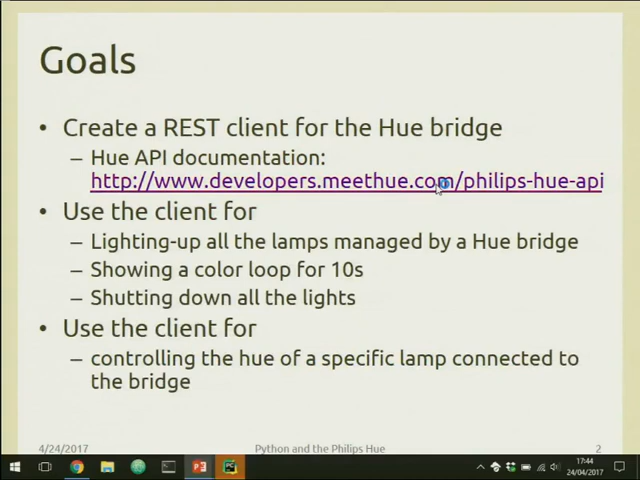 Goals
• Create a REST client for the Hue bridge
– Hue API documentation:
http://www.developers.meethue.com/philips-hue-api
• Use the client for
– Lighting-up all the lamps managed by a Hue bridge
– Showing a color loop for 10s
– Shutting down all the lights
• Use the client for
– controlling the hue of a specific lamp connected to
the bridge
4/24/2017
Python and the Philips Hue
2
17:44
24/04/2017